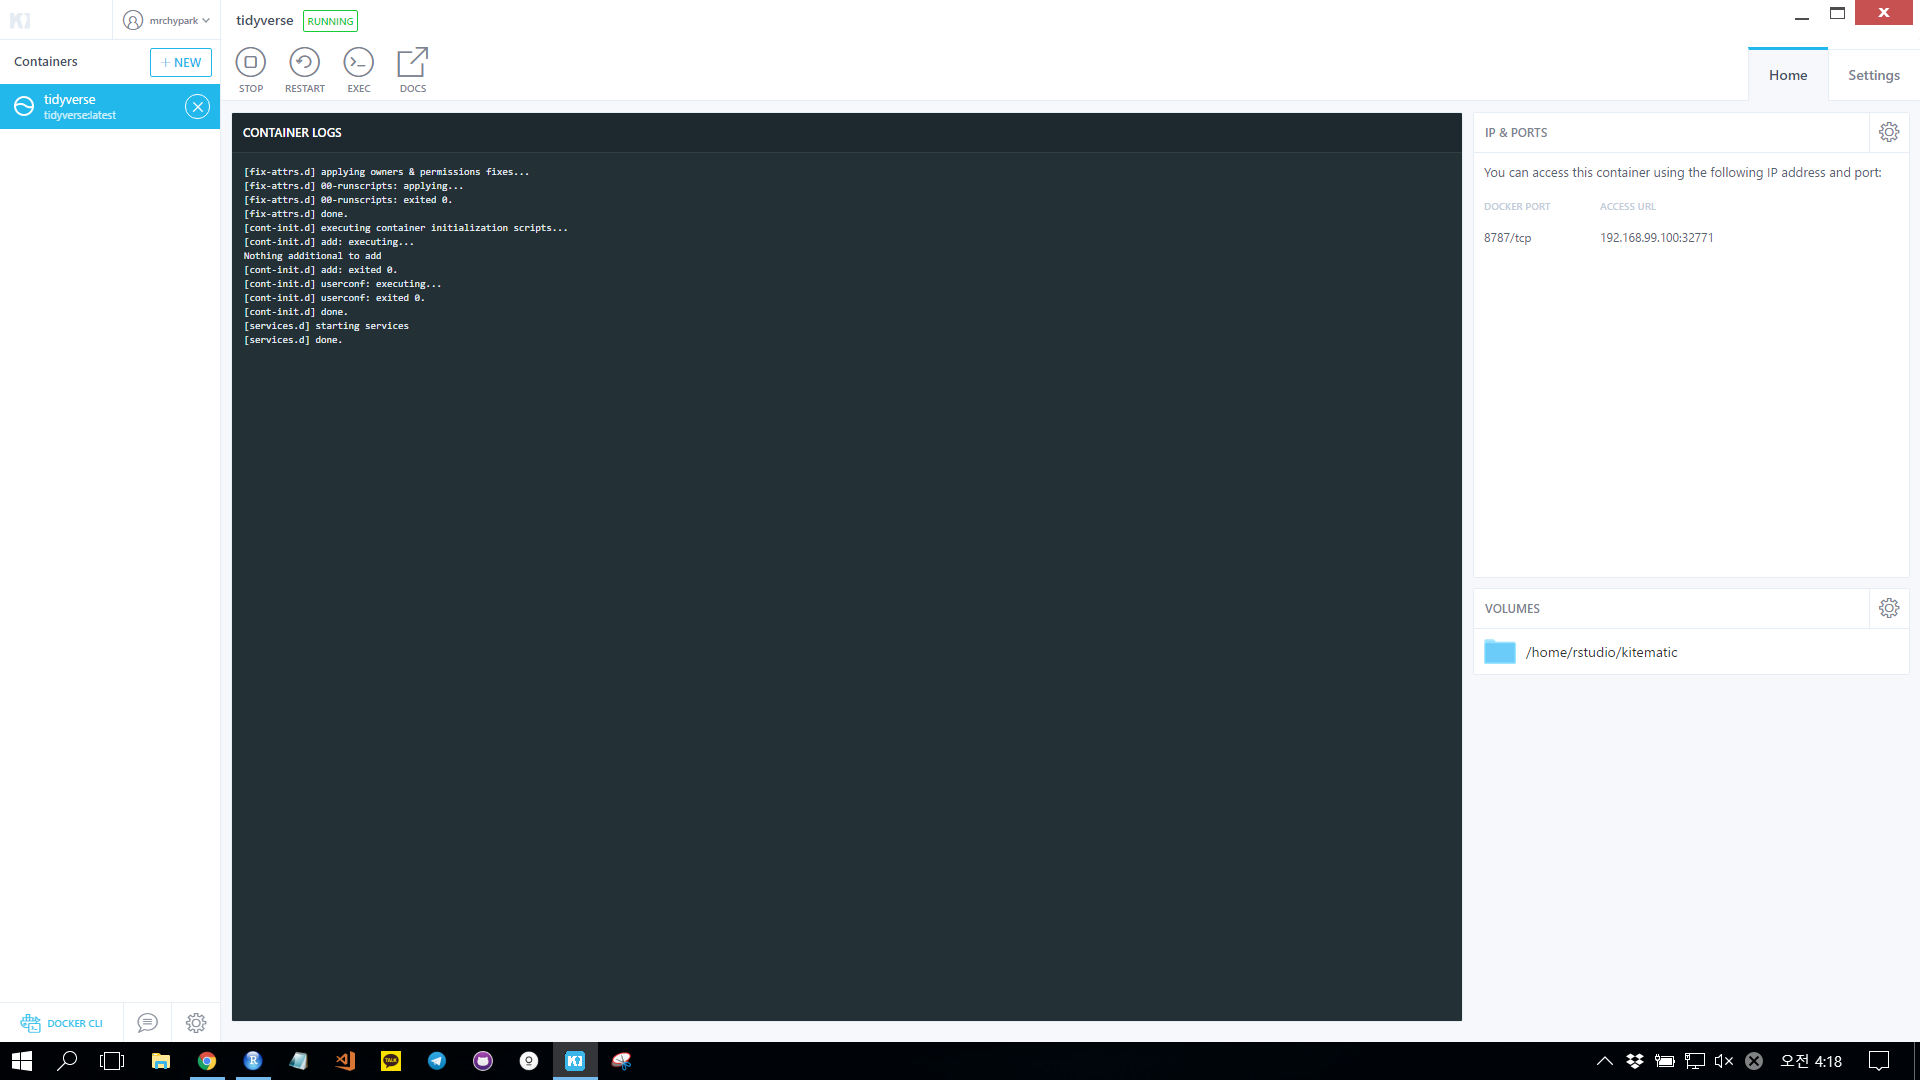 mrchypark
tidyverse RUNNING
Containers
+ NEW
STOP
RESTART
EXEC
DOCS
Home
Settings
tidyverse
tidyverse:latest
CONTAINER LOGS
[fix-attrs.d] applying owners & permissions fixes...
[fix-attrs.d] 00-runscripts: applying...
[fix-attrs.d] 00-runscripts: exited 0.
[fix-attrs.d] done.
[cont-init.d] executing container initialization scripts...
[cont-init.d] add: executing...
Nothing additional to add
[cont-init.d] add: exited 0.
[cont-init.d] userconf: executing...
[cont-init.d] userconf: exited 0.
[cont-init.d] done.
[services.d] starting services
[services.d] done.
IP & PORTS
You can access this container using the following IP address and port:
DOCKER PORT ACCESS URL
8787/tcp 192.168.99.100:32771
VOLUMES
/home/rstudio/kitematic
DOCKER CLI
오전 4:18